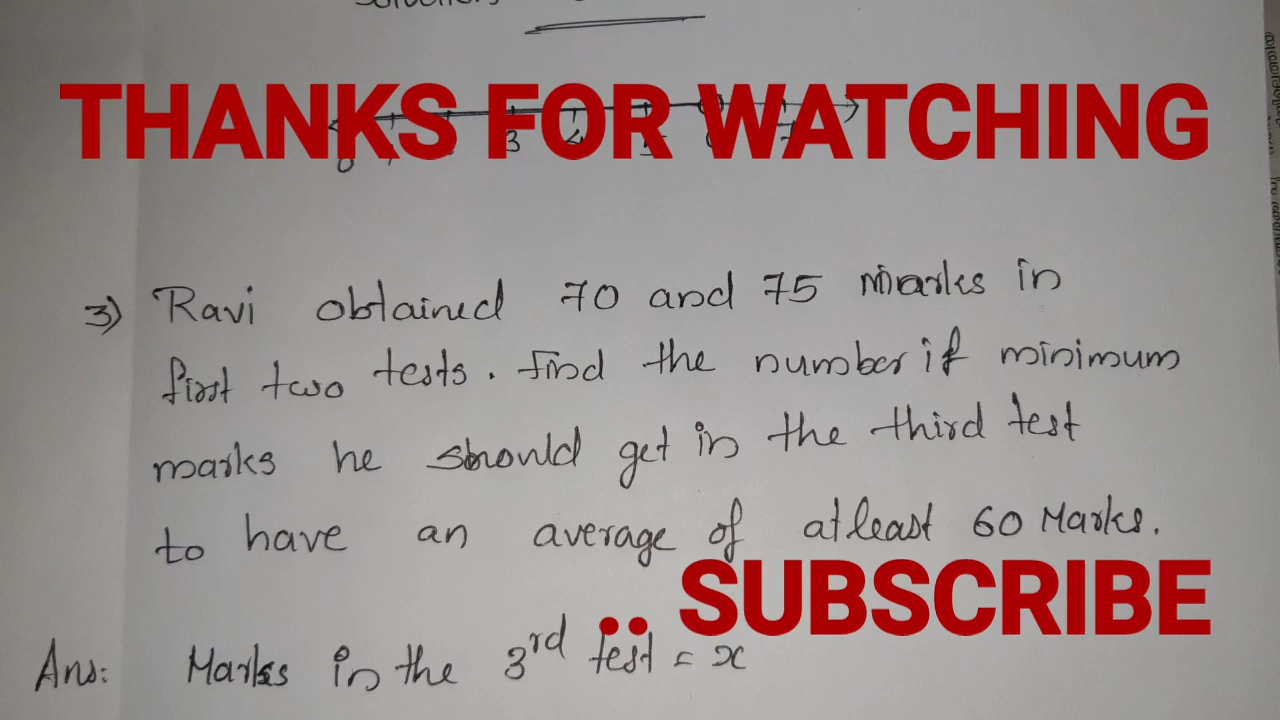 THANKS FOR WATCHING
3
3) Ravi obtained 70 and 75 marks in
first two tests. find the number if minimum
marks he should get in the third test
to have an average of atleast 60 Marks.
.. SUBSCRIBE
Ans: Marks in the 3rd test = x